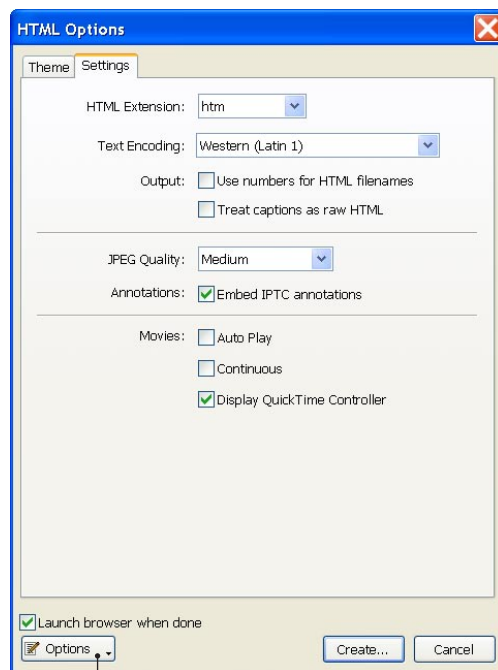 HTML Options
Theme Settings
HTML Extension: htm
Text Encoding: Western (Latin 1)
Output: Use numbers for HTML filenames
Treat captions as raw HTML
JPEG Quality: Medium
Annotations: Embed IPTC annotations
Movies: Auto Play
Continuous
Display QuickTime Controller
Launch browser when done
Options Create... Cancel